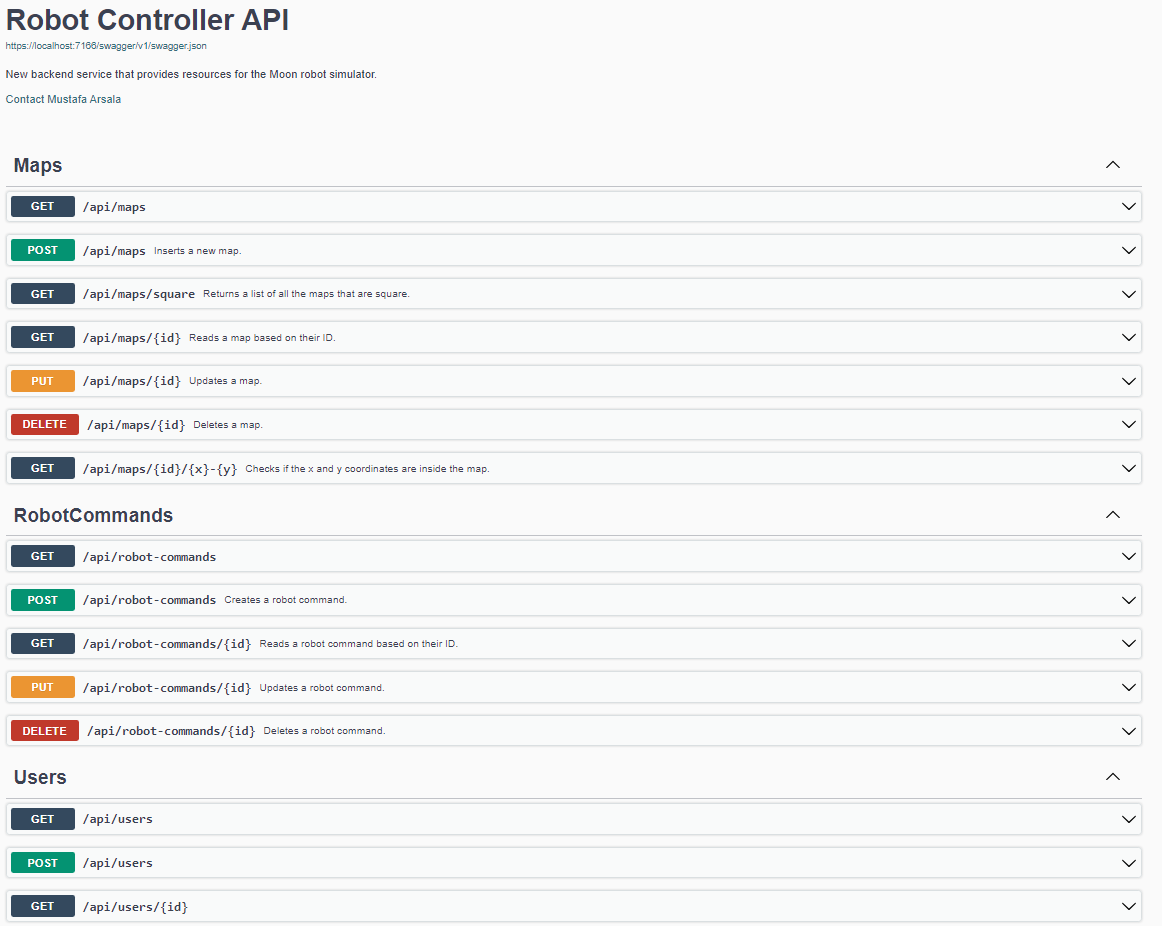 Robot Controller API
https://localhost:7166/swagger/v1/swagger.json
New backend service that provides resources for the Moon robot simulator.
Contact Mustafa Arsala
Maps
GET /api/maps
POST /api/maps Inserts a new map.
GET /api/maps/square Returns a list of all the maps that are square.
GET /api/maps/{id} Reads a map based on their ID.
PUT /api/maps/{id} Updates a map.
DELETE /api/maps/{id} Deletes a map.
GET /api/maps/{id}/{x}-{y} Checks if the x and y coordinates are inside the map.
RobotCommands
GET /api/robot-commands
POST /api/robot-commands Creates a robot command.
GET /api/robot-commands/{id} Reads a robot command based on their ID.
PUT /api/robot-commands/{id} Updates a robot command.
DELETE /api/robot-commands/{id} Deletes a robot command.
Users
GET /api/users
POST /api/users
GET /api/users/{id}